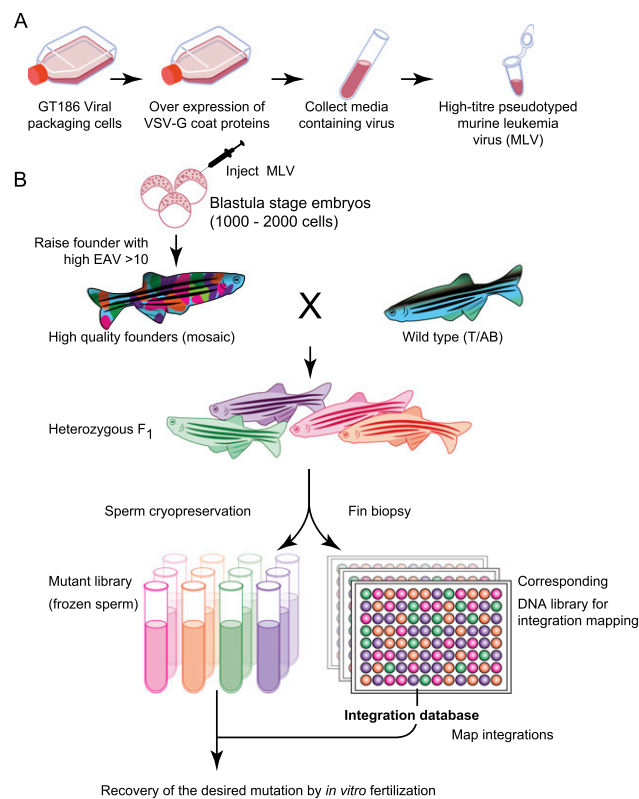 A
GT186 Viral
packaging cells
Over expression of
VSV-G coat proteins
Collect media
containing virus
High-titre pseudotyped
murine leukemia
virus (MLV)
B
Inject MLV
Blastula stage embryos
(1000 - 2000 cells)
Raise founder with
high EAV >10
High quality founders (mosaic)
X
Wild type (T/AB)
Heterozygous F1
Sperm cryopreservation
Fin biopsy
Mutant library
(frozen sperm)
Corresponding
DNA library for
integration mapping
Integration database
Map integrations
Recovery of the desired mutation by in vitro fertilization